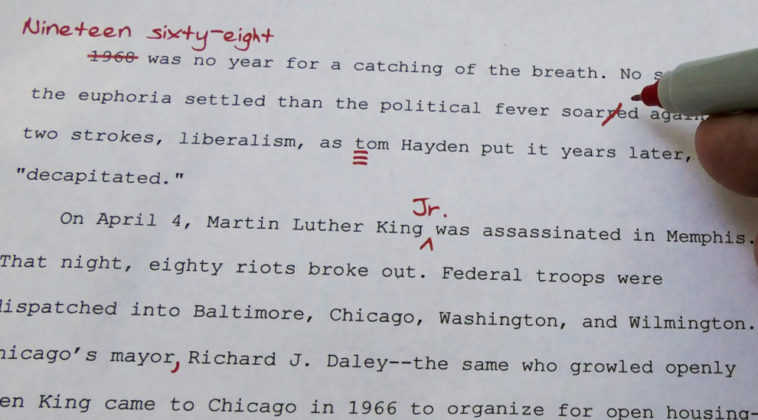 Nineteen sixty-eight
1968 was no year for a catching of the breath. No
the euphoria settled than the political fever soarred again.
two strokes, liberalism, as tom Hayden put it years later,
"decapitated."
Jr.
On April 4, Martin Luther King ^ was assassinated in Memphis.
That night, eighty riots broke out. Federal troops were
dispatched into Baltimore, Chicago, Washington, and Wilmington.
hicago's mayor, Richard J. Daley--the same who growled openly
en King came to Chicago in 1966 to organize for open housing-